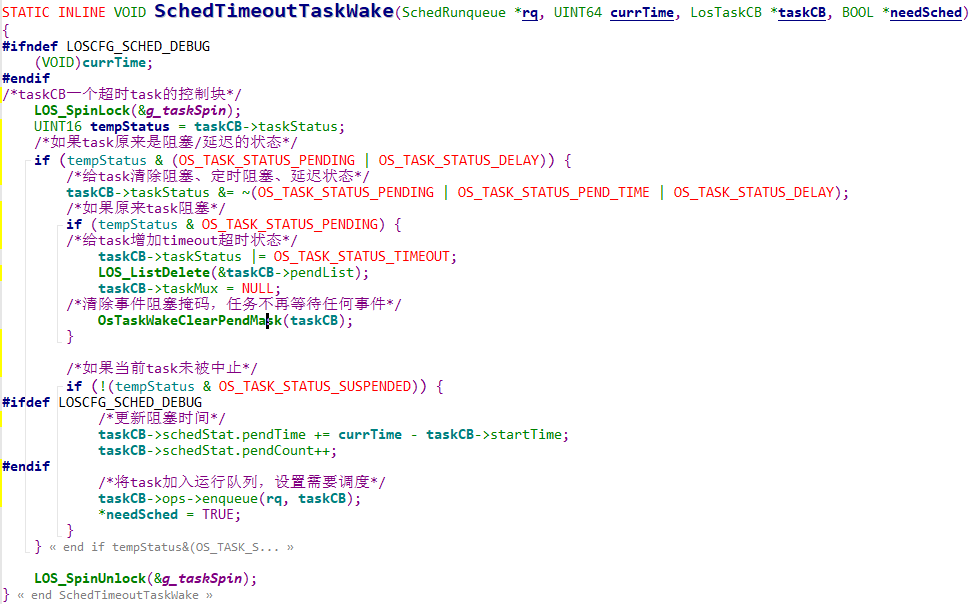 STATIC INLINE VOID SchedTimeoutTaskWake(SchedRunqueue *rq, UINT64 currTime, LosTaskCB *taskCB, BOOL *needSched)
{
#ifndef LOSCFG_SCHED_DEBUG
    (VOID)currTime;
#endif
/*taskCB一个超时task的控制块*/
    LOS_SpinLock(&g_taskSpin);
    UINT16 tempStatus = taskCB->taskStatus;
    /*如果task原来是阻塞/延迟的状态*/
    if (tempStatus & (OS_TASK_STATUS_PENDING | OS_TASK_STATUS_DELAY)) {
        /*给task清除阻塞、定时阻塞、延迟状态*/
        taskCB->taskStatus &= ~(OS_TASK_STATUS_PENDING | OS_TASK_STATUS_PEND_TIME | OS_TASK_STATUS_DELAY);
        /*如果原来task阻塞*/
        if (tempStatus & OS_TASK_STATUS_PENDING) {
        /*给task增加timeout超时状态*/
            taskCB->taskStatus |= OS_TASK_STATUS_TIMEOUT;
            LOS_ListDelete(&taskCB->pendList);
            taskCB->taskMux = NULL;
        /*清除事件阻塞掩码，任务不再等待任何事件*/
            OsTaskWakeClearPendMask(taskCB);
        }
        /*如果当前task未被中止*/
        if (!(tempStatus & OS_TASK_STATUS_SUSPENDED)) {
#ifdef LOSCFG_SCHED_DEBUG
            /*更新阻塞时间*/
            taskCB->schedStat.pendTime += currTime - taskCB->startTime;
            taskCB->schedStat.pendCount++;
#endif
            /*将task加入运行队列，设置需要调度*/
            taskCB->ops->enqueue(rq, taskCB);
            *needSched = TRUE;
        }
    } « end if tempStatus&(OS_TASK_S... »
    LOS_SpinUnlock(&g_taskSpin);
} « end SchedTimeoutTaskWake »